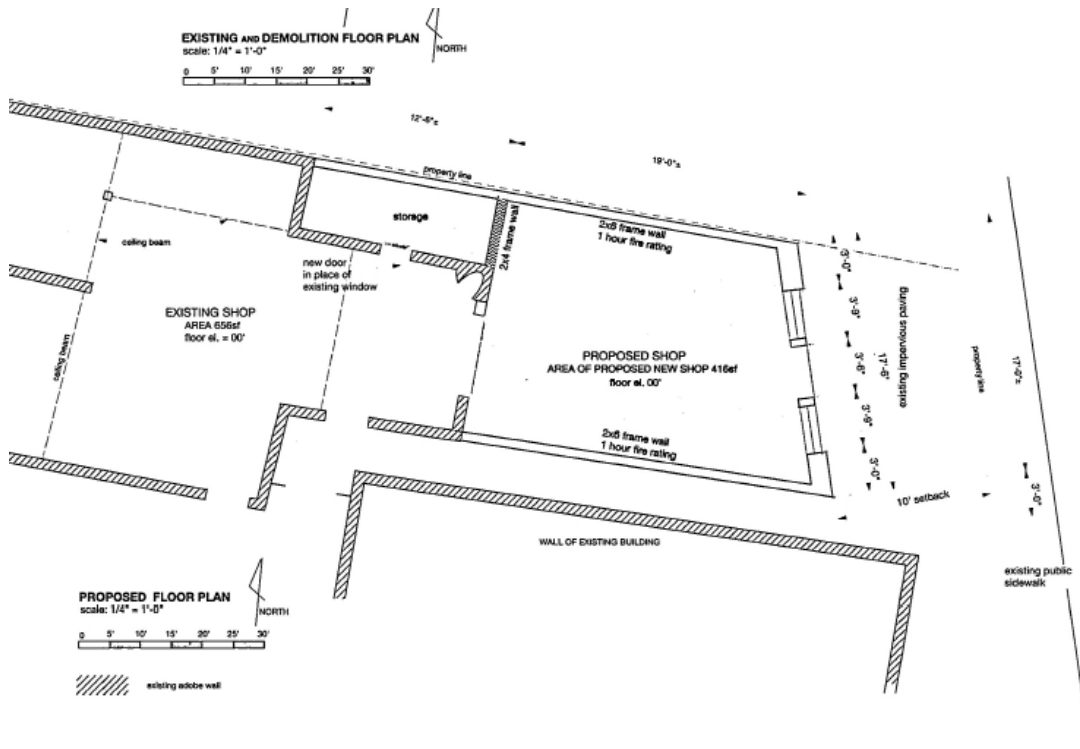 EXISTING AND DEMOLITION FLOOR PLAN
scale: 1/4" = 1'-0"
NORTH
0 5' 10' 15' 20' 25' 30'
12'-6"±
19'-0"±
property line
storage
2x4 frame wall
2x6 frame wall
1 hour fire rating
ceiling beam
new door
in place of
existing window
EXISTING SHOP
AREA 656sf
floor el. = 00'
ceiling beam
PROPOSED SHOP
AREA OF PROPOSED NEW SHOP 416sf
floor el. 00'
2x6 frame wall
1 hour fire rating
3'-0"
3'-9"
3'-6"
3'-9"
3'-0"
17'-6"
existing impervious paving
property line
17'-0"±
3'-0"
10' setback
WALL OF EXISTING BUILDING
existing public
sidewalk
PROPOSED FLOOR PLAN
scale: 1/4" = 1'-0"
NORTH
0 5' 10' 15' 20' 25' 30'
existing adobe wall